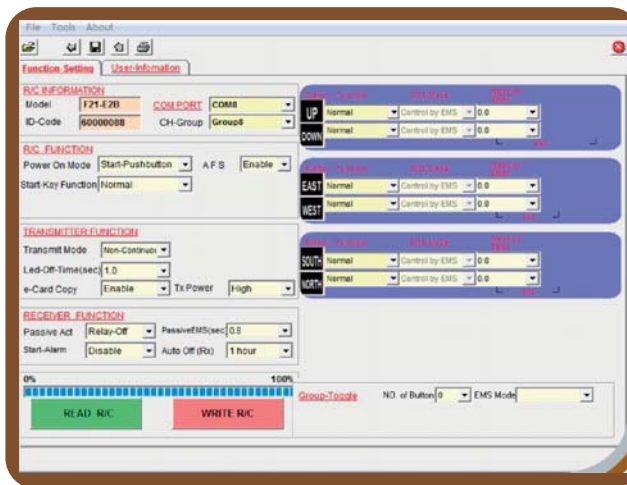 File Tools About
Function Setting User-Infomation
R/C INFORMATION
Model F21-E2B COM PORT COM8
ID-Code 60000088 CH-Group Group8
R/C FUNCTION
Power On Mode Start-Pushbutton A F S Enable
Start-Key Function Normal
TRANSMITTER FUNCTION
Transmit Mode Non-Continuou
Led-Off-Time(sec) 1.0
e-Card Copy Enable Tx Power High
RECEIVER FUNCTION
Passive Act Relay-Off PassiveEMS(sec 0.8
Start-Alarm Disable Auto Off (Rx) 1 hour
0% 100%
READ R/C WRITE R/C
UP Normal Control by EMS 0.0
DOWN Normal Control by EMS 0.0
EAST Normal Control by EMS 0.0
WEST Normal Control by EMS 0.0
SOUTH Normal Control by EMS 0.0
NORTH Normal Control by EMS 0.0
Group-Toggle NO. of Button 0 EMS Mode